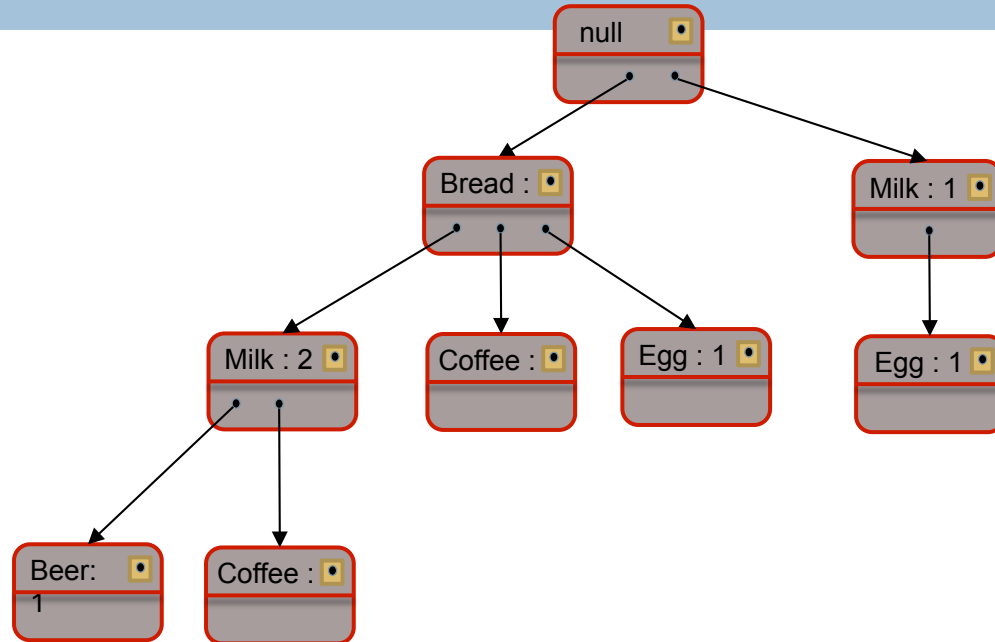 null
Bread :
Milk : 1
Milk : 2
Coffee :
Egg : 1
Egg : 1
Beer:
1
Coffee :